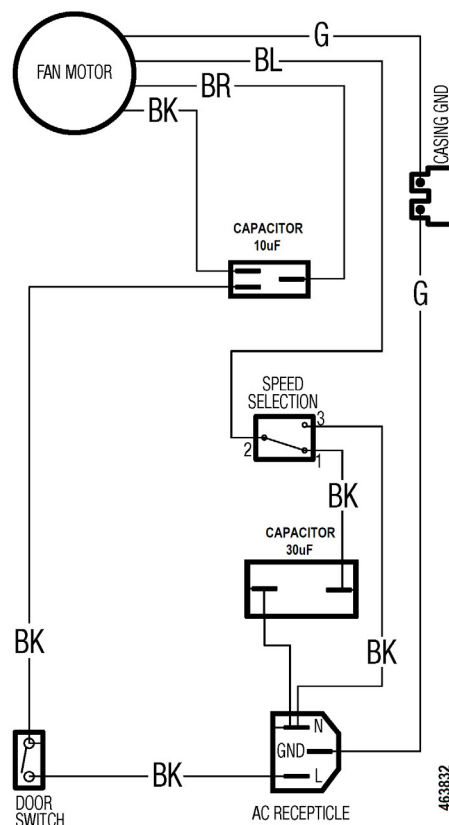 G
FAN MOTOR
BL
BR
BK
CASING GND
CAPACITOR
10uF
G
SPEED
SELECTION
3
2
1
BK
CAPACITOR
30uF
BK
BK
N
GND
L
BK
DOOR
SWITCH
AC RECEPTICLE
463832